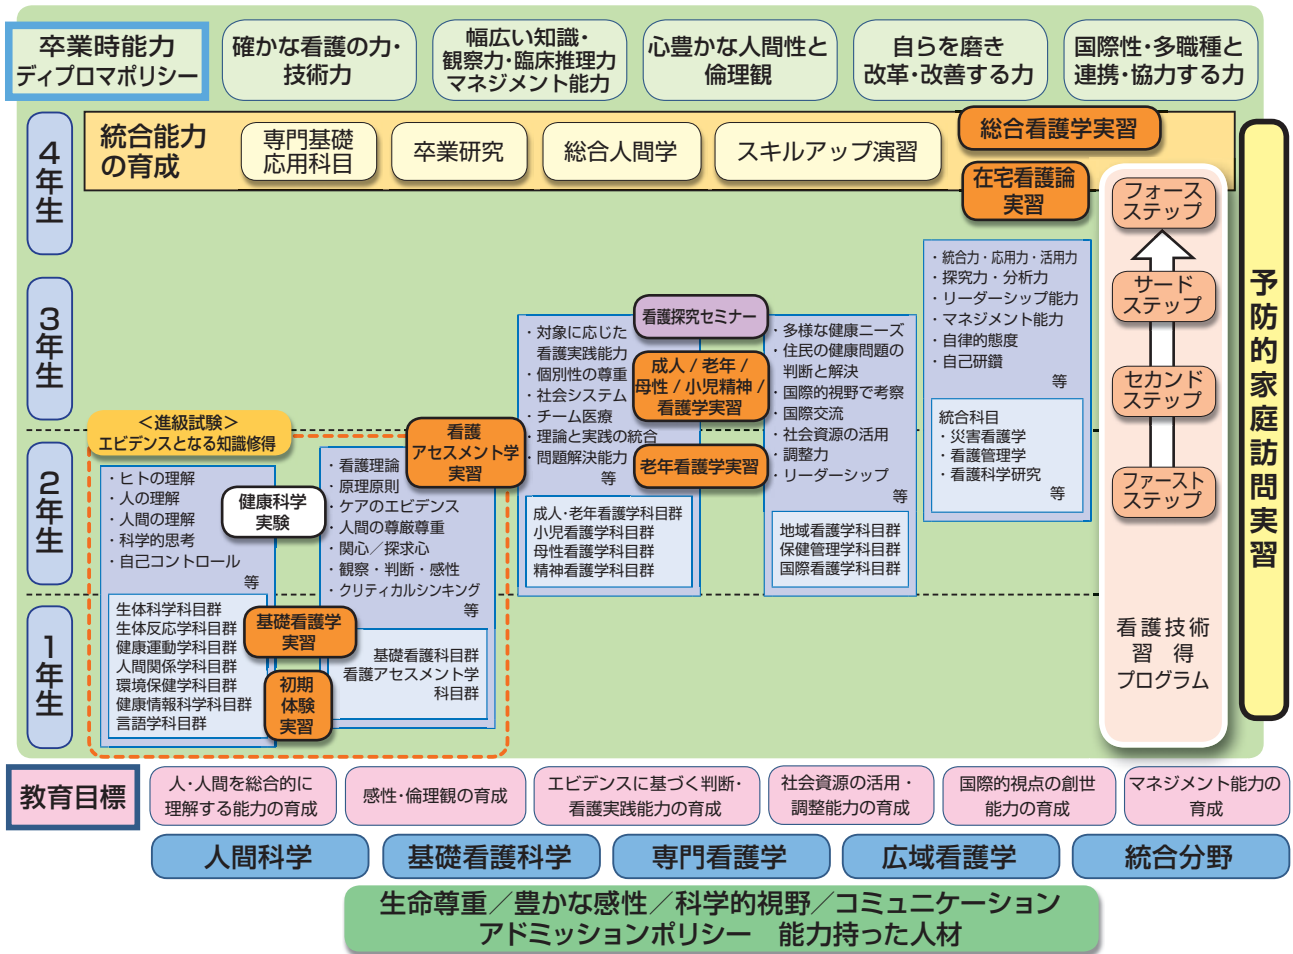 卒業時能力
ディプロマポリシー
確かな看護の力・
技術力
幅広い知識・
観察力・臨床推理力
マネジメント能力
心豊かな人間性と
倫理観
自らを磨き
改革・改善する力
国際性・多職種と
連携・協力する力
4年生
統合能力
の育成
専門基礎
応用科目
卒業研究
総合人間学
スキルアップ演習
総合看護学実習
在宅看護論
実習
フォース
ステップ
サード
ステップ
セカンド
ステップ
ファースト
ステップ
看護技術
習得
プログラム
予防的家庭訪問実習
3年生
・統合力・応用力・活用力
・探究力・分析力
・リーダーシップ能力
・マネジメント能力
・自律的態度
・自己研鑽
等
統合科目
・災害看護学
・看護管理学
・看護科学研究
等
・対象に応じた
看護実践能力
・個別性の尊重
・社会システム
・チーム医療
・理論と実践の統合
・問題解決能力
等
成人・老年看護学科目群
小児看護学科目群
母性看護学科目群
精神看護学科目群
看護探究セミナー
成人 / 老年 /
母性 / 小児精神 /
看護学実習
老年看護学実習
・多様な健康ニーズ
・住民の健康問題の
判断と解決
・国際的視野で考察
・国際交流
・社会資源の活用
・調整力
・リーダーシップ
等
地域看護学科目群
保健管理学科目群
国際看護学科目群
2年生
＜進級試験＞
エビデンスとなる知識修得
・ヒトの理解
・人の理解
・人間の理解
・科学的思考
・自己コントロール
等
健康科学
実験
・看護理論
・原理原則
・ケアのエビデンス
・人間の尊厳尊重
・関心／探求心
・観察・判断・感性
・クリティカルシンキング
等
看護
アセスメント学
実習
1年生
生体科学科目群
生体反応学科目群
健康運動学科目群
人間関係学科目群
環境保健学科目群
健康情報科学科目群
言語学科目群
基礎看護学
実習
初期
体験
実習
基礎看護科目群
看護アセスメント学
科目群
教育目標
人・人間を総合的に
理解する能力の育成
感性・倫理観の育成
エビデンスに基づく判断・
看護実践能力の育成
社会資源の活用・
調整能力の育成
国際的視点の創世
能力の育成
マネジメント能力の
育成
人間科学
基礎看護科学
専門看護学
広域看護学
統合分野
生命尊重／豊かな感性／科学的視野／コミュニケーション
アドミッションポリシー　能力持った人材